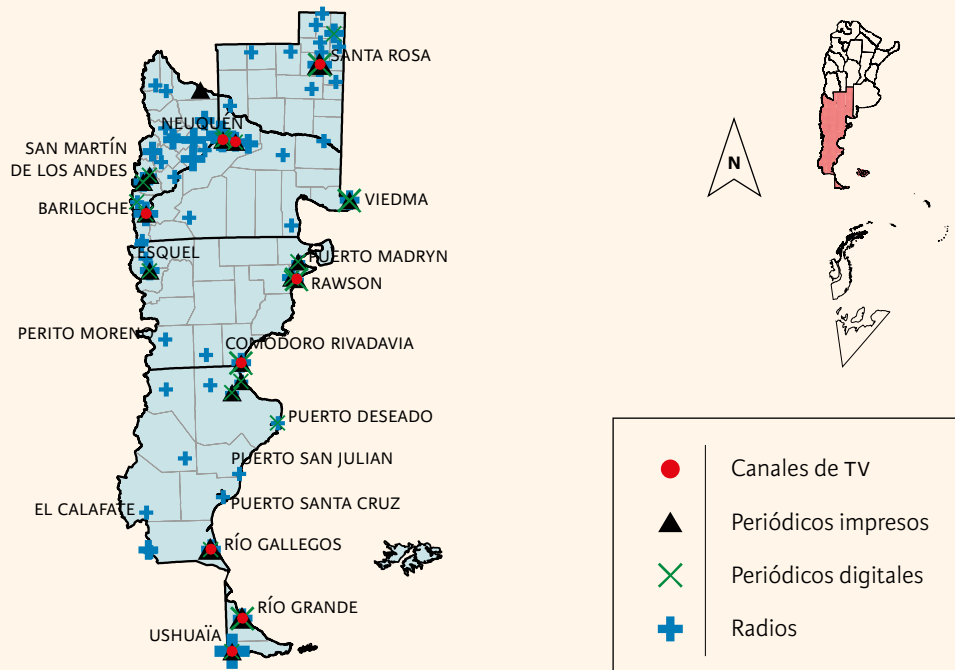 SANTA ROSA
NEUQUÉN
SAN MARTÍN
DE LOS ANDES
N
BARILOCHE
VIEDMA
ESQUEL
PUERTO MADRYN
RAWSON
PERITO MORENO
COMODORO RIVADAVIA
PUERTO DESEADO
PUERTO SAN JULIAN
EL CALAFATE
PUERTO SANTA CRUZ
RÍO GALLEGOS
RÍO GRANDE
USHUAÏA
Canales de TV
Periódicos impresos
Periódicos digitales
Radios